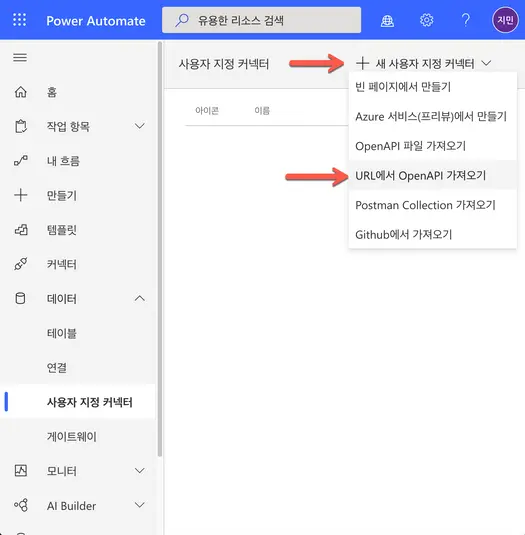 Power Automate
유용한 리소스 검색
지민
사용자 지정 커넥터
새 사용자 지정 커넥터
홈
작업 항목
내 흐름
만들기
템플릿
커넥터
데이터
테이블
연결
사용자 지정 커넥터
게이트웨이
모니터
AI Builder
아이콘 이름
빈 페이지에서 만들기
Azure 서비스(프리뷰)에서 만들기
OpenAPI 파일 가져오기
URL에서 OpenAPI 가져오기
Postman Collection 가져오기
Github에서 가져오기